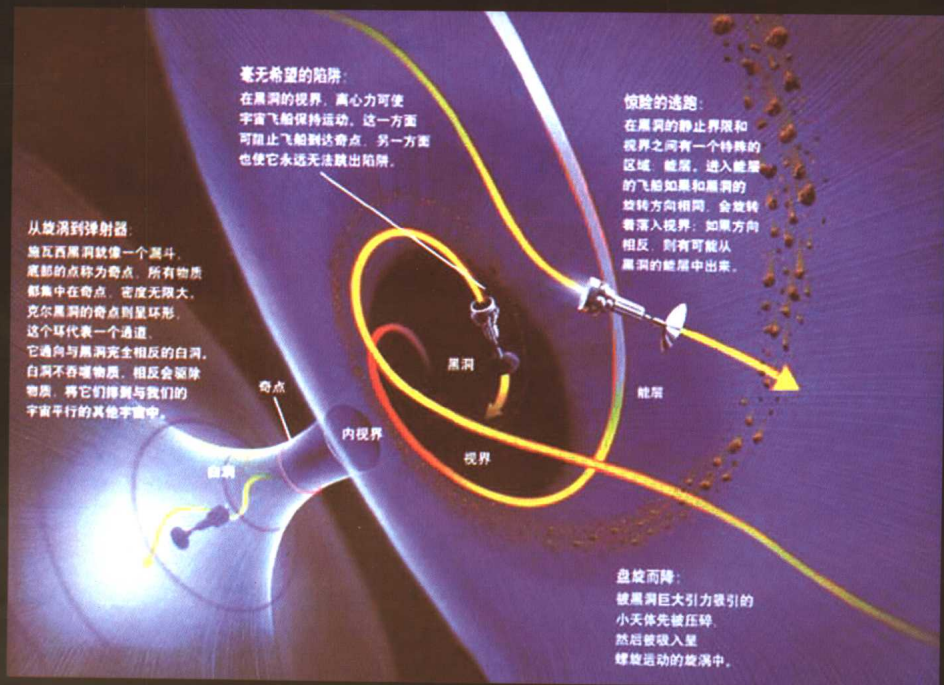 毫无希望的陷阱:
在黑洞的视界，离心力可使
宇宙飞船保持运动。这一方面
可阻止飞船到达奇点，另一方面
也使它永远无法跳出陷阱。
惊险的逃跑:
在黑洞的静止界限和
视界之间有一个特殊的
区域，能层。进入能层
的飞船如果和黑洞的
旋转方向相同，会旋转
着落入视界；如果方向
相反，则有可能从
黑洞的能层中出来。
从旋涡到弹射器:
施瓦西黑洞就像一个漏斗，
底部的点称为奇点，所有物质
都集中在奇点，密度无限大。
克尔黑洞的奇点则呈环形，
这个环代表一个通道，
它通向与黑洞完全相反的白洞。
白洞不吞噬物质，相反会驱除
物质，将它们排到与我们的
宇宙平行的其他宇宙中。
黑洞
奇点
能层
内视界
视界
白洞
盘旋而降:
被黑洞巨大引力吸引的
小天体先被压碎，
然后被吸入呈
螺旋运动的旋涡中。